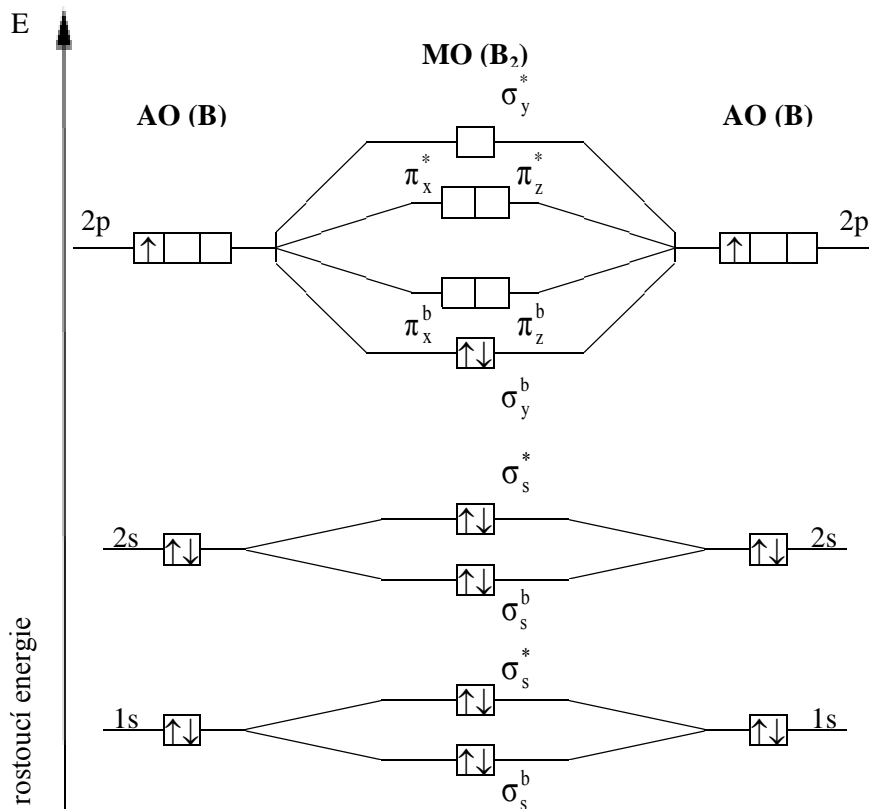 E
MO (B₂)
σ*y
AO (B)
AO (B)
π*x
π*z
2p
↑
↑
2p
πᵇx
πᵇz
↑↓
σᵇy
σ*s
↑↓
2s
↑↓
↑↓
2s
↑↓
σᵇs
σ*s
↑↓
1s
↑↓
↑↓
1s
↑↓
σᵇs
rostoucí energie